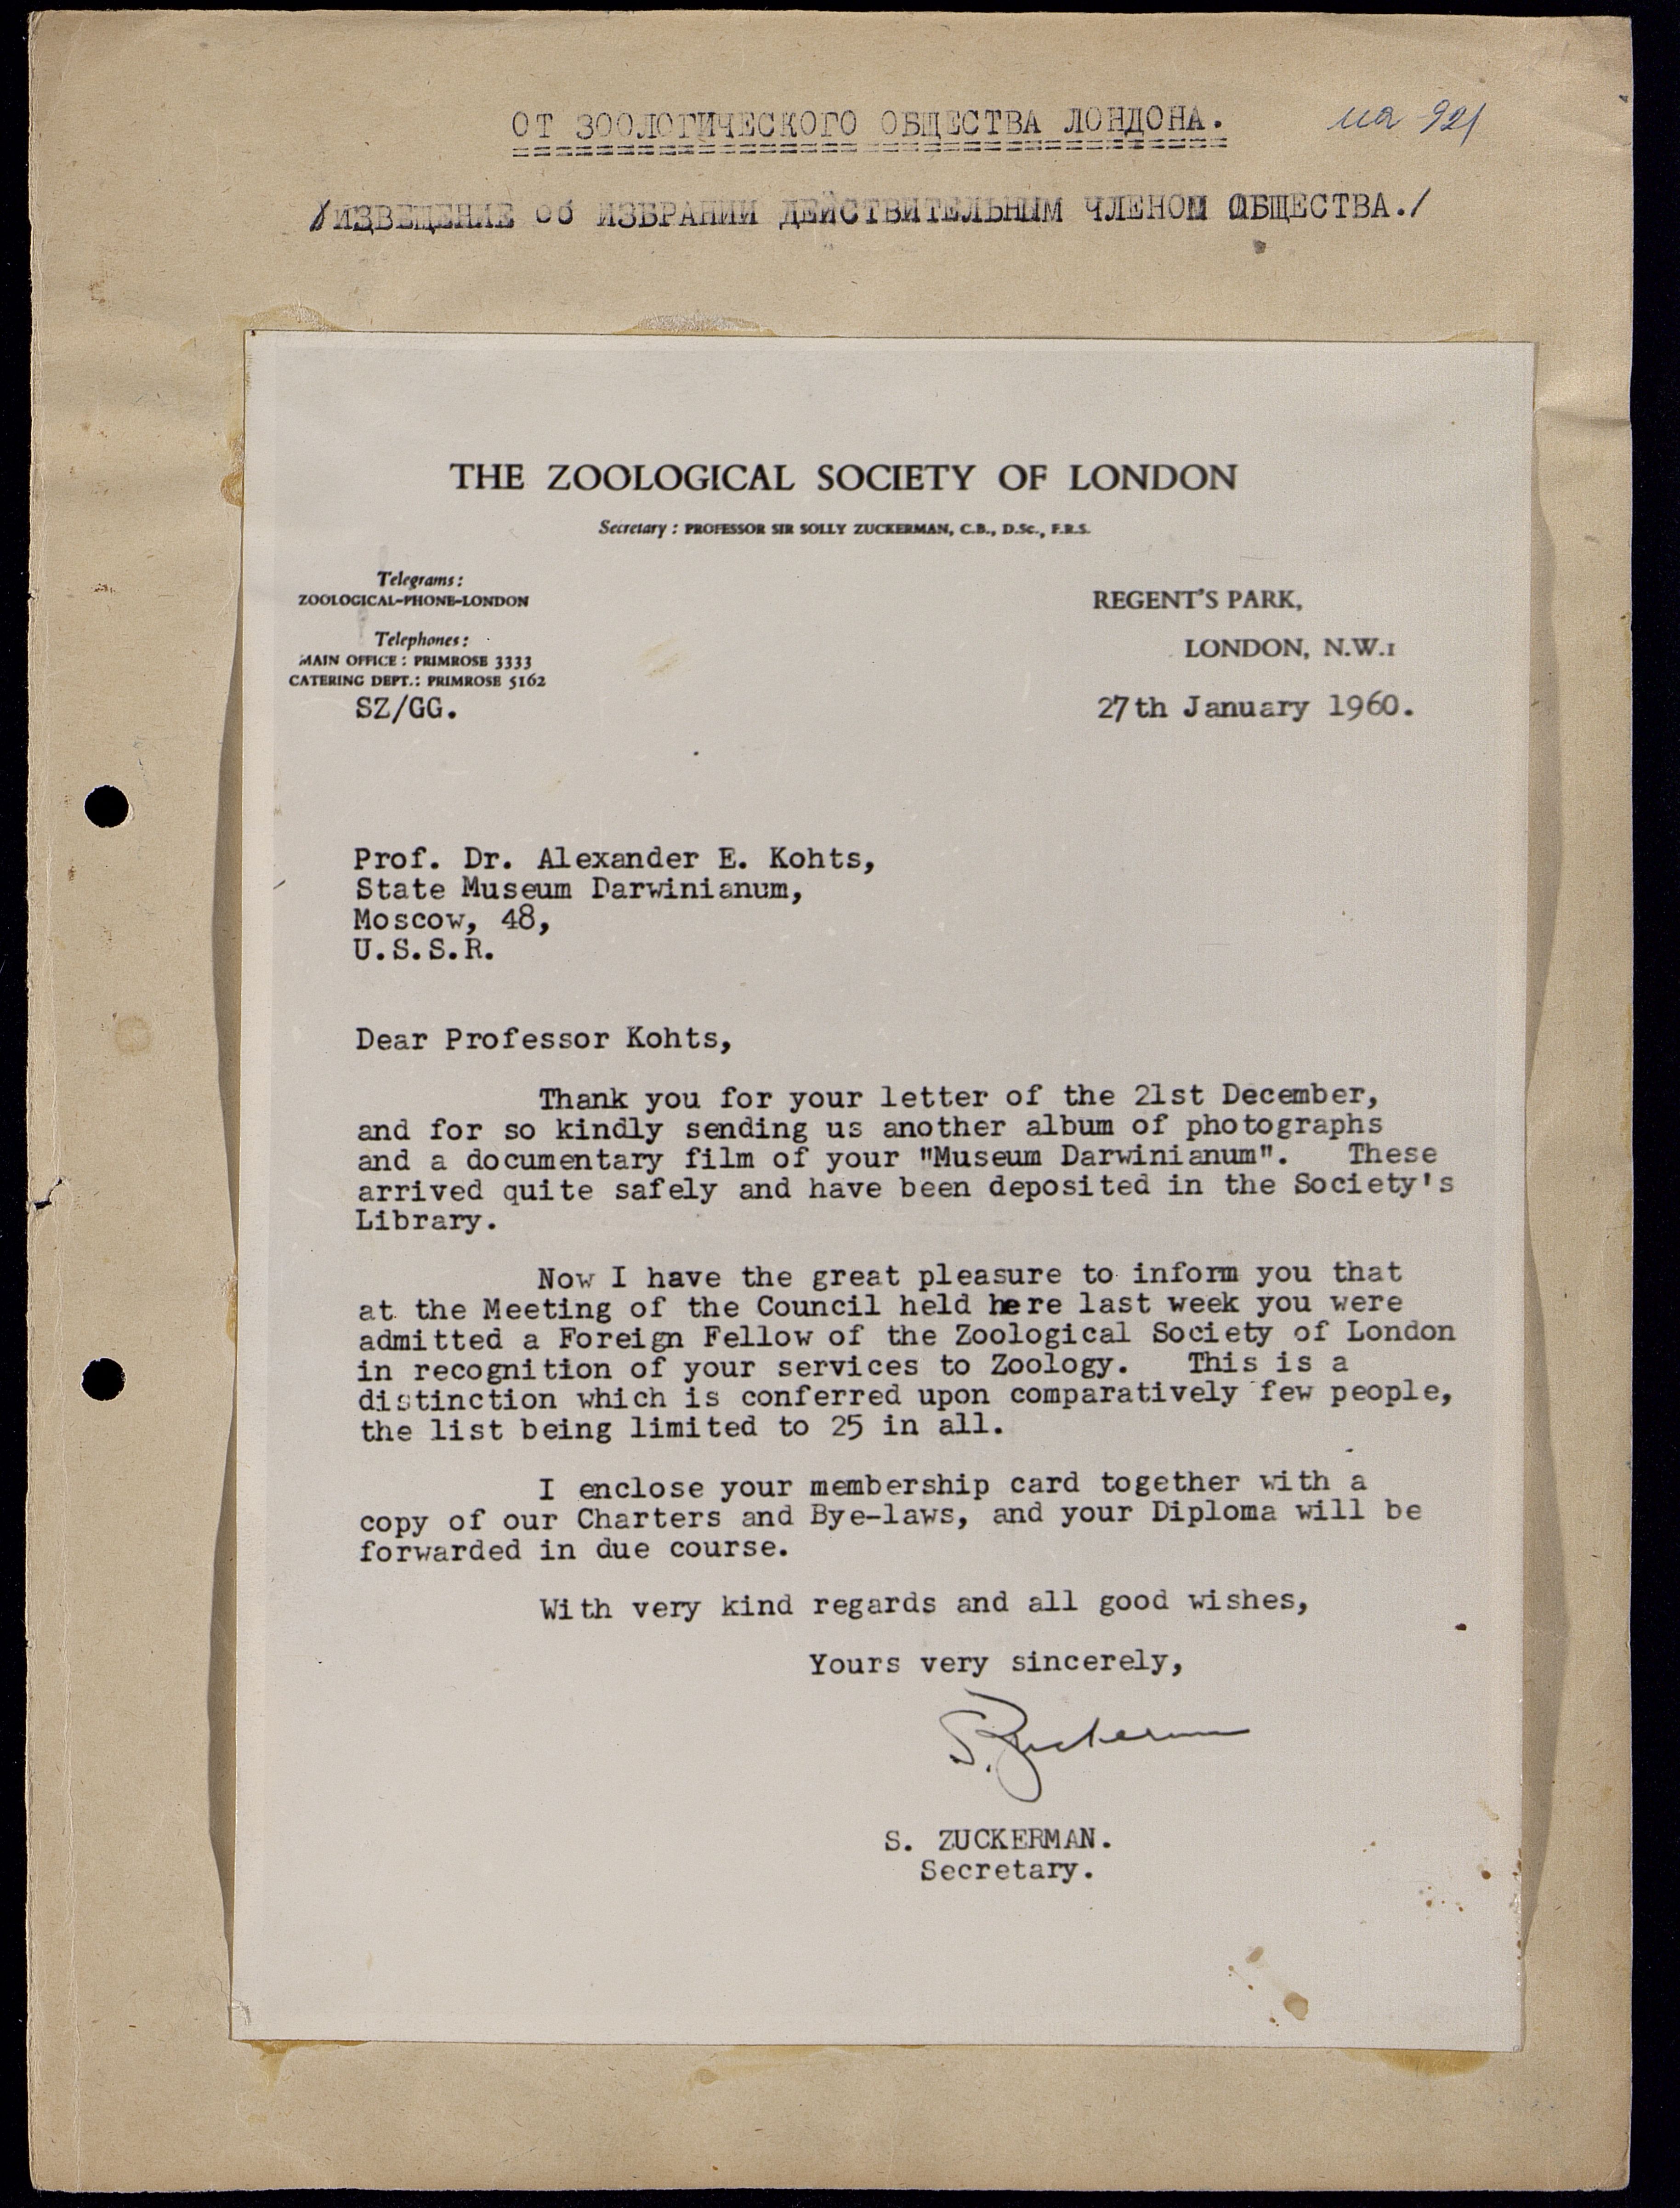 ОТ ЗООЛОГИЧЕСКОГО ОБЩЕСТВА ЛОНДОНА.
/ИЗВЕЩЕНИЕ об ИЗБРАНИИ ДЕЙСТВИТЕЛЬНЫМ ЧЛЕНОМ ОБЩЕСТВА./
THE ZOOLOGICAL SOCIETY OF LONDON
Secretary : PROFESSOR SIR SOLLY ZUCKERMAN, C.B., D.Sc., F.R.S.
Telegrams :
ZOOLOGICAL-PHONE-LONDON
Telephones :
MAIN OFFICE : PRIMROSE 3333
CATERING DEPT.: PRIMROSE 5162
SZ/GG.
REGENT'S PARK,
LONDON, N.W.1
27th January 1960.
Prof. Dr. Alexander E. Kohts,
State Museum Darwinianum,
Moscow, 48,
U.S.S.R.
Dear Professor Kohts,
Thank you for your letter of the 21st December,
and for so kindly sending us another album of photographs
and a documentary film of your "Museum Darwinianum". These
arrived quite safely and have been deposited in the Society's
Library.
Now I have the great pleasure to inform you that
at the Meeting of the Council held here last week you were
admitted a Foreign Fellow of the Zoological Society of London
in recognition of your services to Zoology. This is a
distinction which is conferred upon comparatively few people,
the list being limited to 25 in all.
I enclose your membership card together with a
copy of our Charters and Bye-laws, and your Diploma will be
forwarded in due course.
With very kind regards and all good wishes,
Yours very sincerely,
S. Zuckerman
S. ZUCKERMAN.
Secretary.